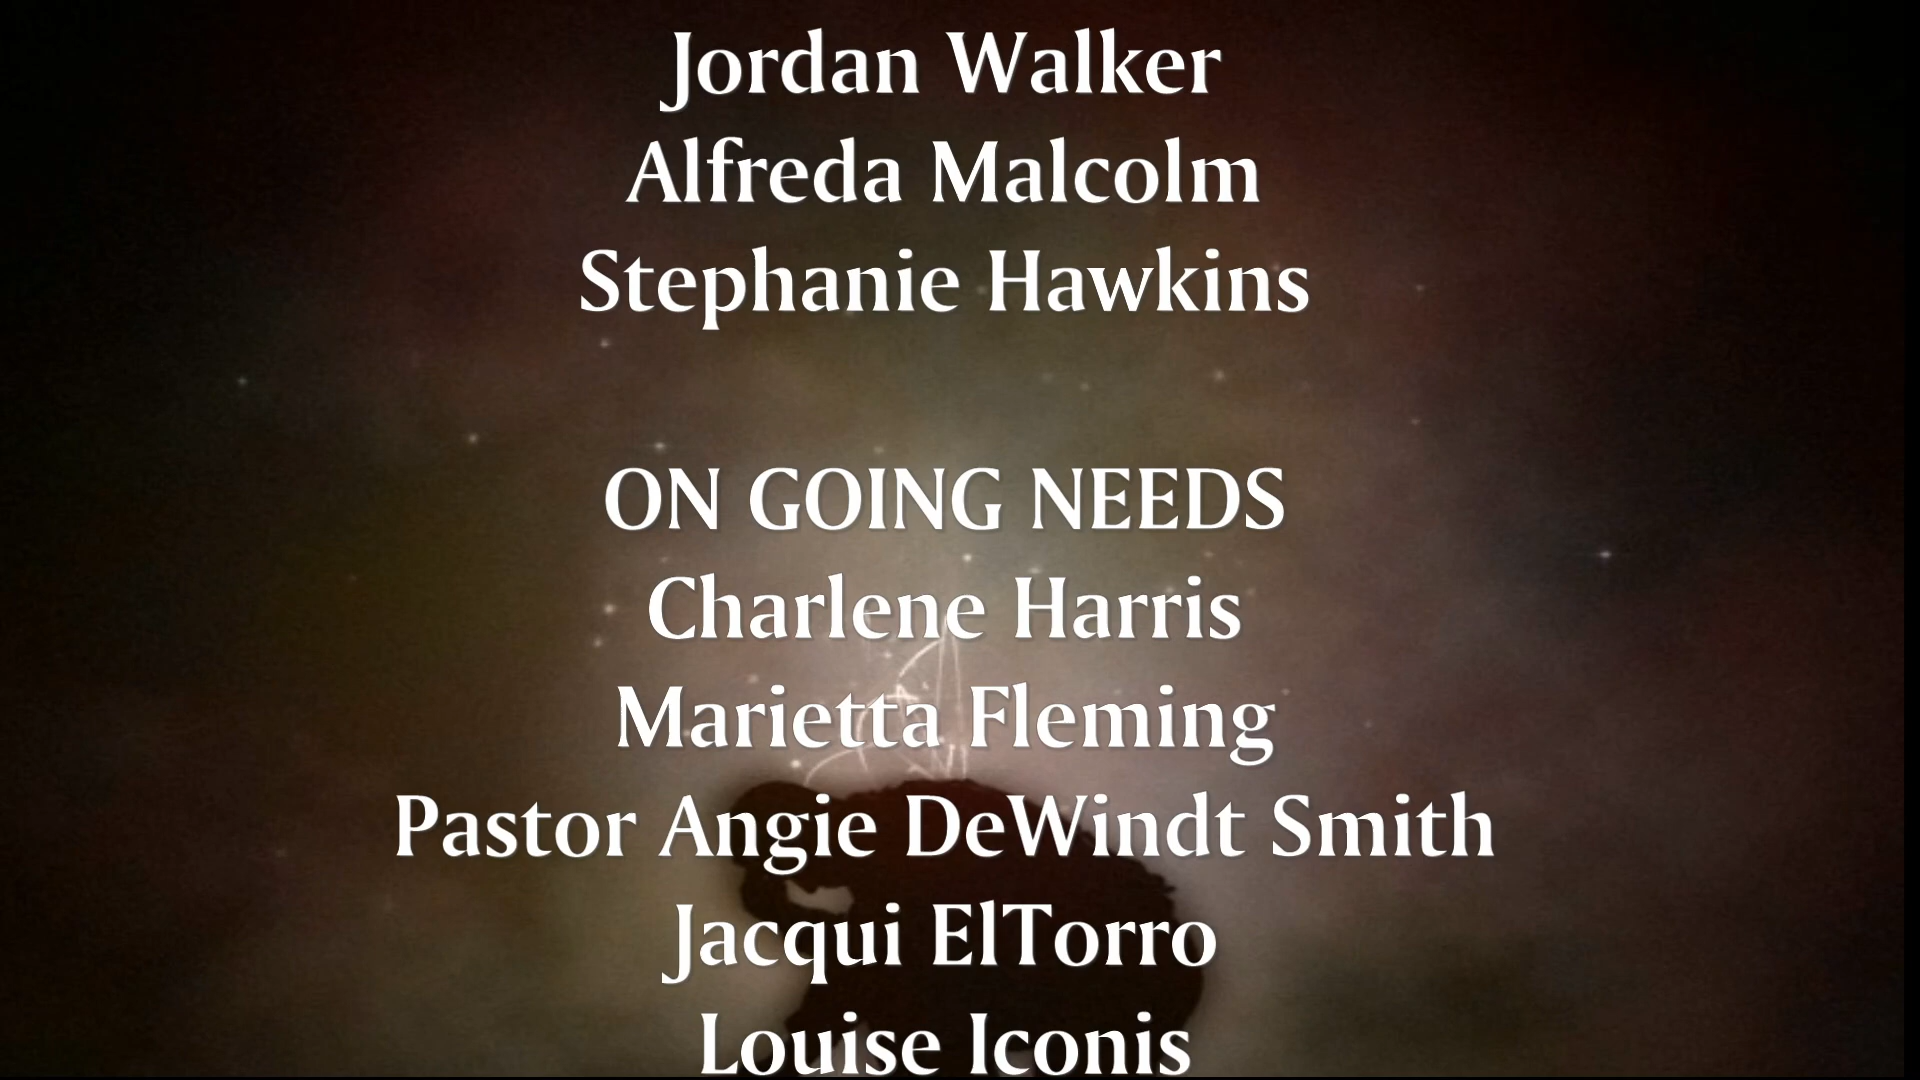 Jordan Walker
Alfreda Malcolm
Stephanie Hawkins
ON GOING NEEDS
Charlene Harris
Marietta Fleming
Pastor Angie DeWindt Smith
Jacqui ElTorro
Louise Iconis